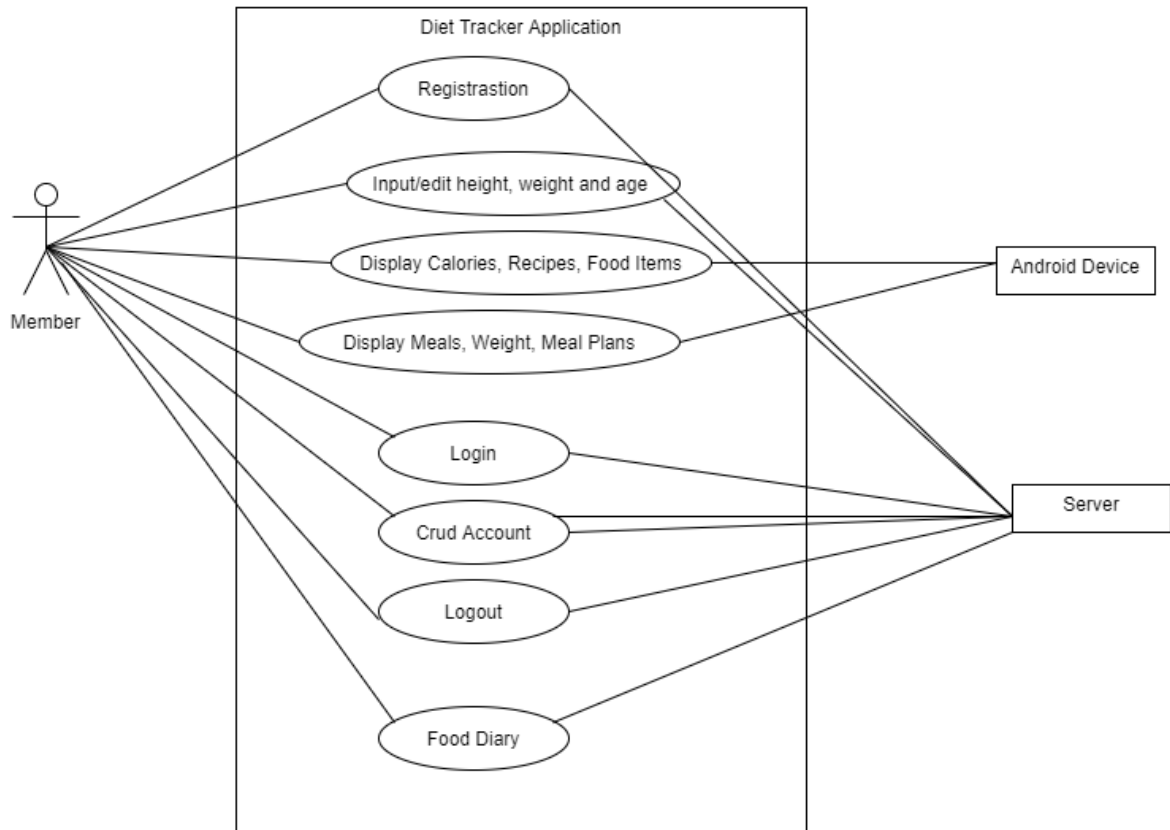 Diet Tracker Application
Registrastion
Input/edit height, weight and age
Display Calories, Recipes, Food Items
Android Device
Member
Display Meals, Weight, Meal Plans
Login
Server
Crud Account
Logout
Food Diary